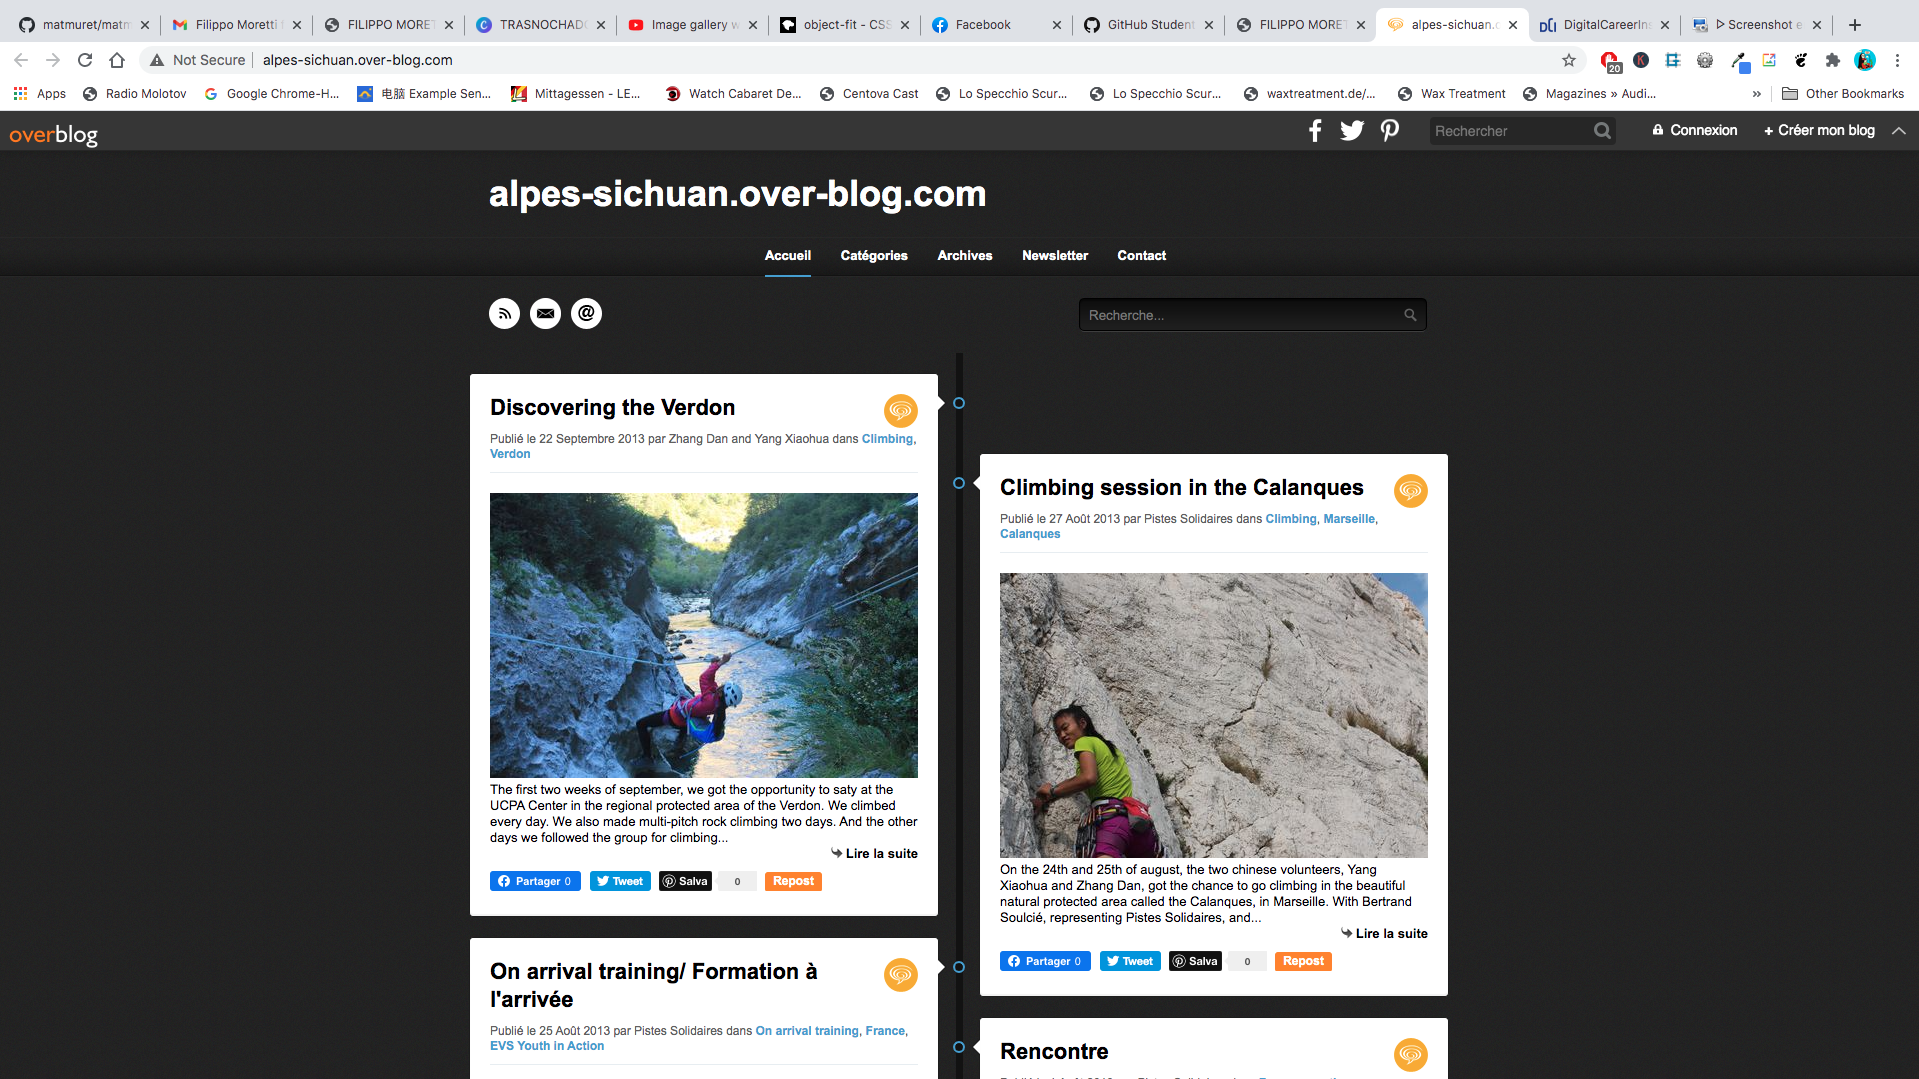 matmuret/matm
Filippo Moretti
FILIPPO MORET
TRASNOCHADO
Image gallery w
object-fit - CSS
Facebook
GitHub Student
FILIPPO MORET
alpes-sichuan.o
DigitalCareerIns
Screenshot e
Not Secure
alpes-sichuan.over-blog.com
20
Apps
Radio Molotov
Google Chrome-H...
电脑 Example Sen...
Mittagessen - LE...
Watch Cabaret De...
Centova Cast
Lo Specchio Scur...
Lo Specchio Scur...
waxtreatment.de/...
Wax Treatment
Magazines » Audi...
»
Other Bookmarks
overblog
Rechercher
Connexion
+ Créer mon blog
alpes-sichuan.over-blog.com
Accueil
Catégories
Archives
Newsletter
Contact
Recherche...
Discovering the Verdon
Publié le 22 Septembre 2013 par Zhang Dan and Yang Xiaohua dans Climbing,
Verdon
The first two weeks of september, we got the opportunity to saty at the
UCPA Center in the regional protected area of the Verdon. We climbed
every day. We also made multi-pitch rock climbing two days. And the other
days we followed the group for climbing...
Lire la suite
Partager 0
Tweet
Salva
0
Repost
Climbing session in the Calanques
Publié le 27 Août 2013 par Pistes Solidaires dans Climbing, Marseille,
Calanques
On the 24th and 25th of august, the two chinese volunteers, Yang
Xiaohua and Zhang Dan, got the chance to go climbing in the beautiful
natural protected area called the Calanques, in Marseille. With Bertrand
Soulcié, representing Pistes Solidaires, and...
Lire la suite
Partager 0
Tweet
Salva
0
Repost
On arrival training/ Formation à
l'arrivée
Publié le 25 Août 2013 par Pistes Solidaires dans On arrival training, France,
EVS Youth in Action
Rencontre